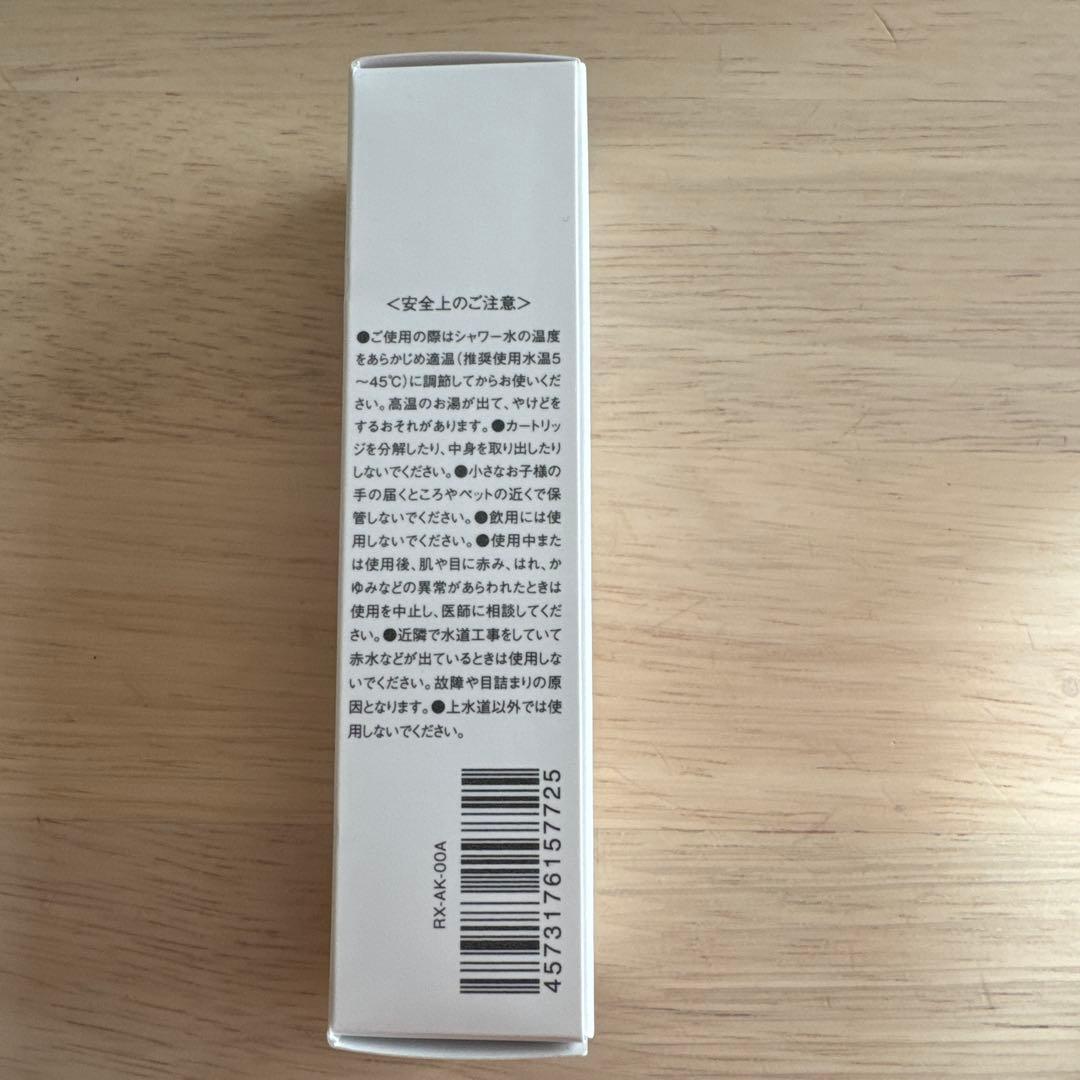 ＜安全上のご注意＞
●ご使用の際はシャワー水の温度
をあらかじめ適温（推奨使用水温5
～45℃）に調節してからお使いくだ
さい。高温のお湯が出て、やけどを
するおそれがあります。●カートリッ
ジを分解したり、中身を取り出したり
しないでください。●小さなお子様の
手の届くところやペットの近くで保
管しないでください。●飲用には使
用しないでください。●使用中また
は使用後、肌や目に赤み、はれ、か
ゆみなどの異常があらわれたときは
使用を中止し、医師に相談してくだ
さい。●近隣で水道工事をしていて
赤水などが出ているときは使用しな
いでください。故障や目詰まりの原
因となります。●上水道以外では使
用しないでください。
RX-AK-00A
4573176157725